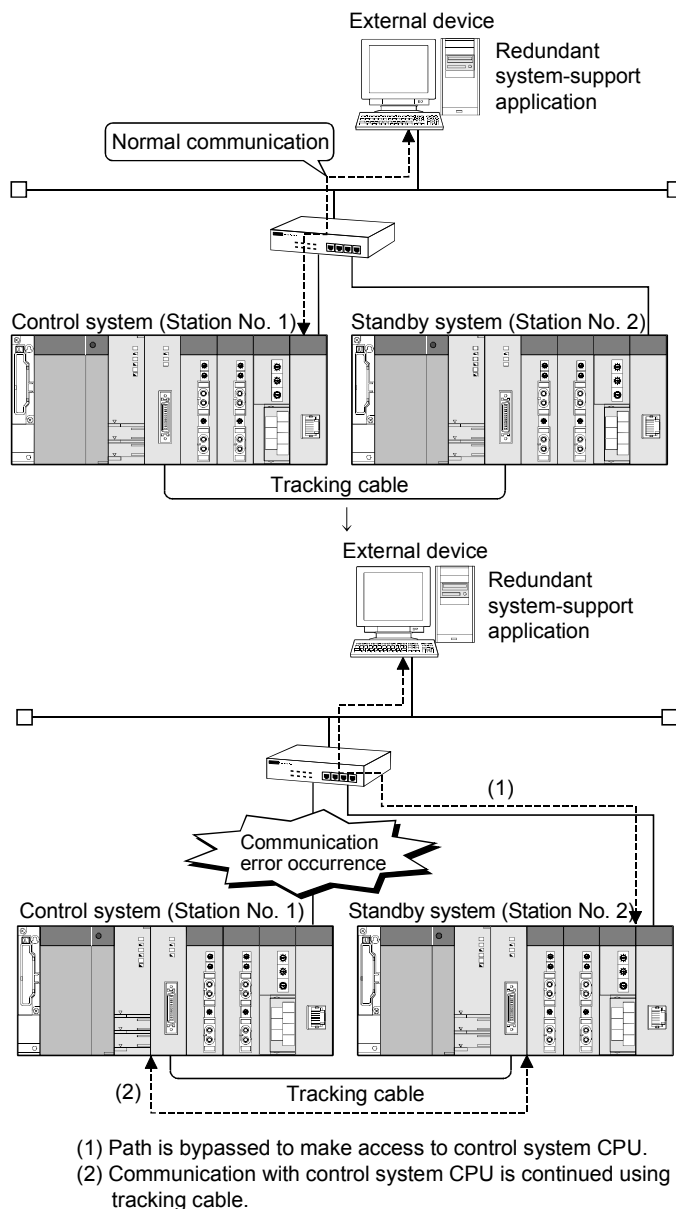 External device
Redundant
system-support
application
Normal communication
Control system (Station No. 1)
Standby system (Station No. 2)
Tracking cable
↓
External device
Redundant
system-support
application
(1)
Communication
error occurrence
Control system (Station No. 1)
Standby system (Station No. 2)
(2)
Tracking cable
(1) Path is bypassed to make access to control system CPU.
(2) Communication with control system CPU is continued using
tracking cable.